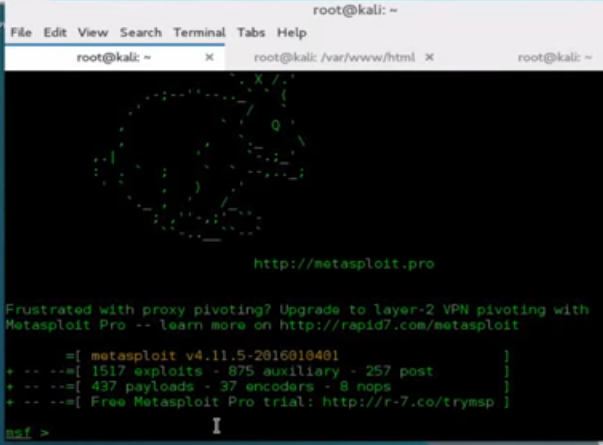 root@kali: ~
File Edit View Search Terminal Tabs Help
root@kali: ~ × root@kali: /var/www/html × root@kali: ~
http://metasploit.pro
Frustrated with proxy pivoting? Upgrade to layer-2 VPN pivoting with
Metasploit Pro -- learn more on http://rapid7.com/metasploit
=[ metasploit v4.11.5-2016010401 ]
+ -- --=[ 1517 exploits - 875 auxiliary - 257 post ]
+ -- --=[ 437 payloads - 37 encoders - 8 nops ]
+ -- --=[ Free Metasploit Pro trial: http://r-7.co/trymsp ]
msf >